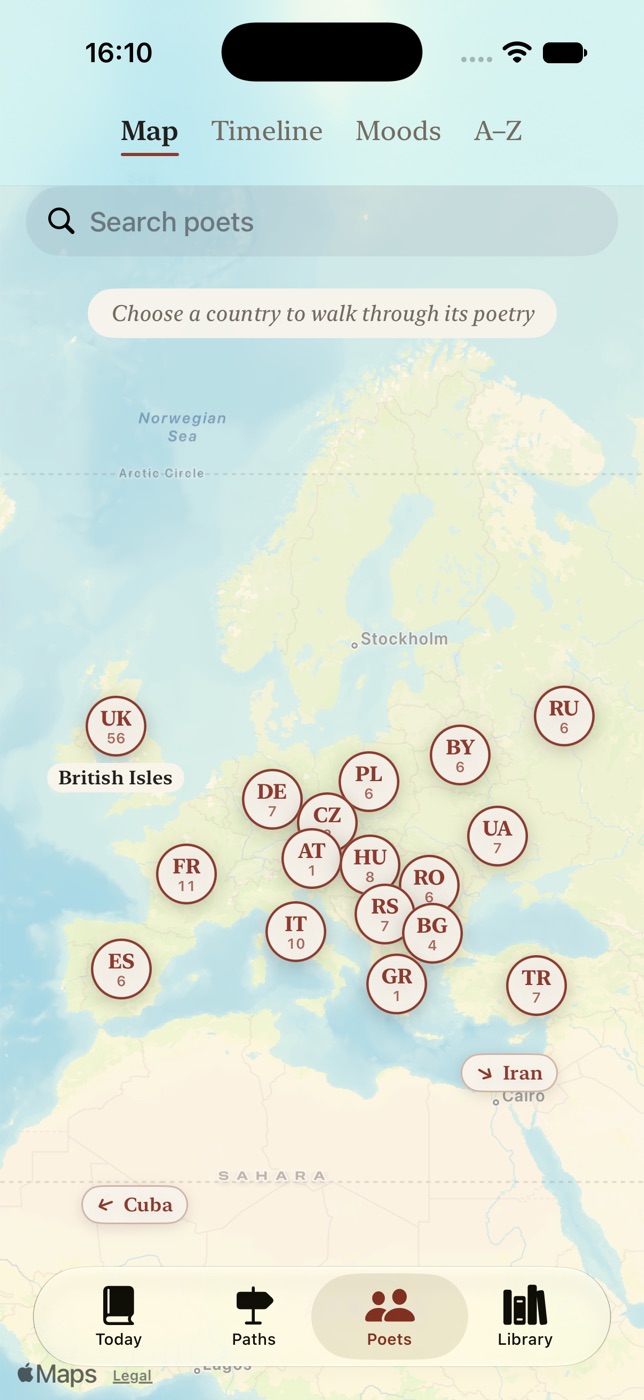 16:10
Map Timeline Moods A–Z
Search poets
Choose a country to walk through its poetry
Norwegian
Sea
Arctic Circle
Stockholm
RU
6
UK
56
BY
6
British Isles
PL
6
DE
7
CZ
UA
7
AT
1
HU
8
FR
11
RO
6
RS
7
BG
4
IT
10
ES
6
GR
1
TR
7
Iran
Cairo
SAHARA
Cuba
Today Paths Poets Library
Maps Legal
Lagos